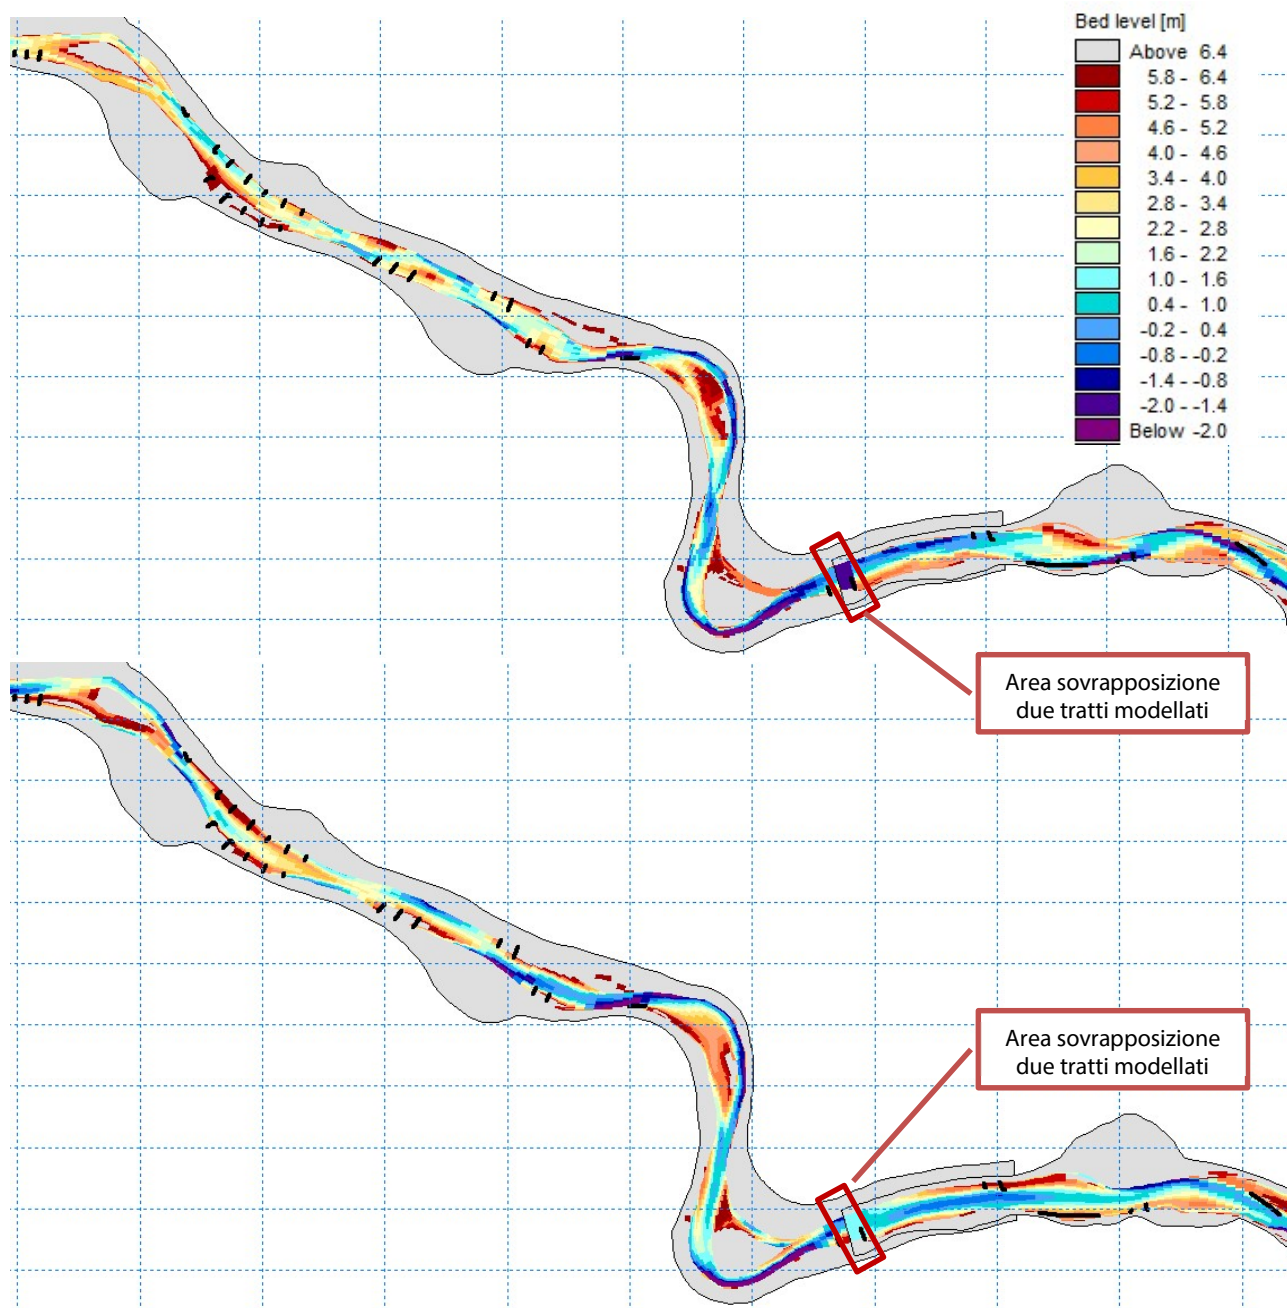 Bed level [m]
Above 6.4
5.8 - 6.4
5.2 - 5.8
4.6 - 5.2
4.0 - 4.6
3.4 - 4.0
2.8 - 3.4
2.2 - 2.8
1.6 - 2.2
1.0 - 1.6
0.4 - 1.0
-0.2 - 0.4
-0.8 - -0.2
-1.4 - -0.8
-2.0 - -1.4
Below -2.0
Area sovrapposizione
due tratti modellati
Area sovrapposizione
due tratti modellati